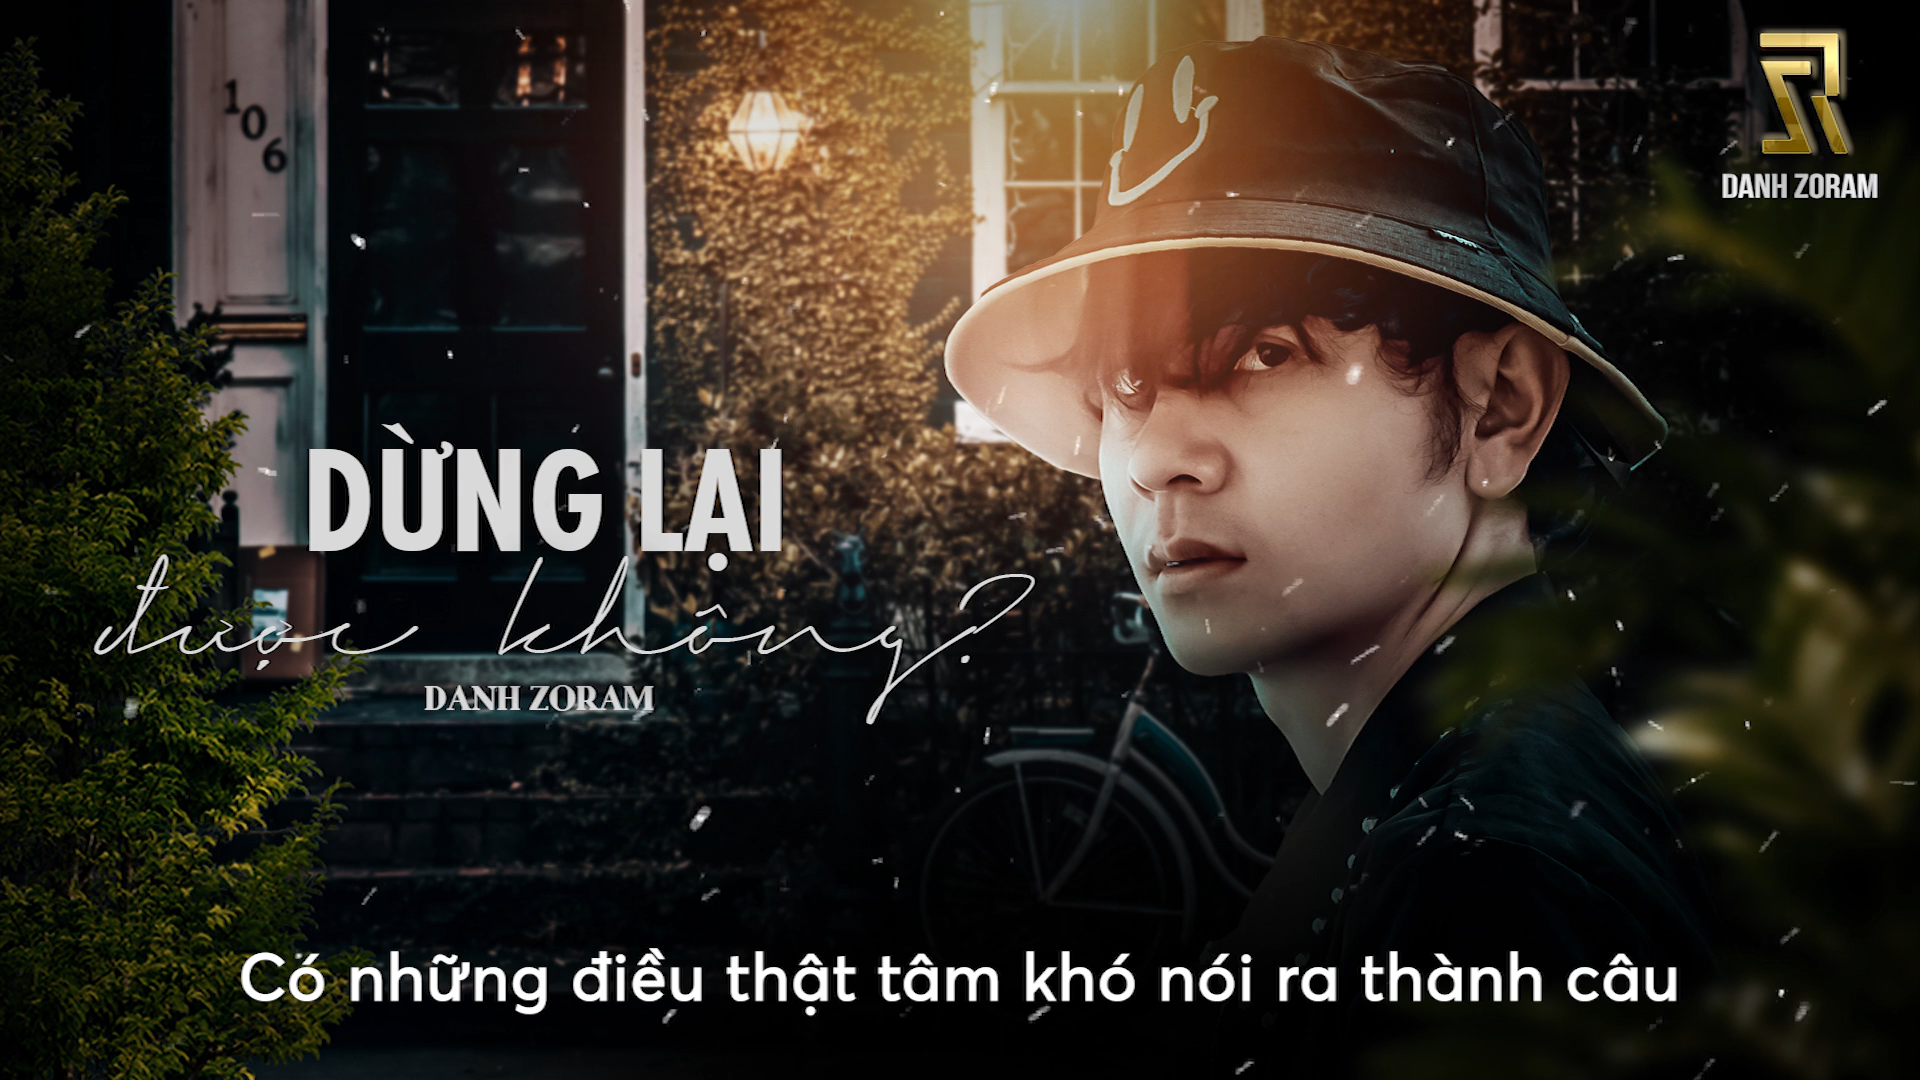 106
DANH ZORAM
DỪNG LẠI
được không?
DANH ZORAM
Có những điều thật tâm khó nói ra thành câu